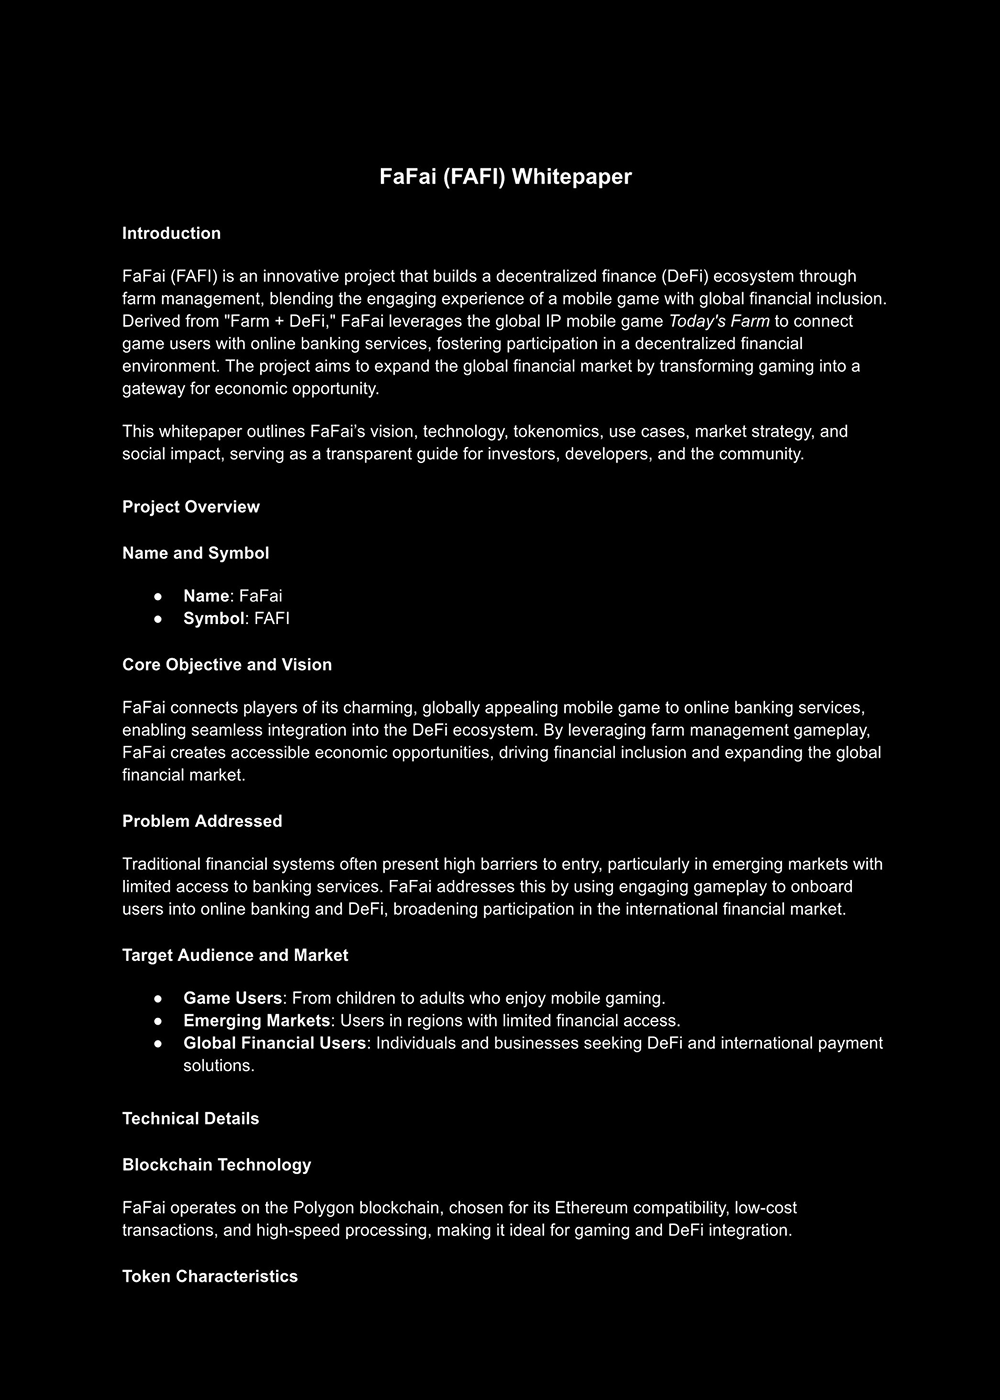 FaFai (FAFI) Whitepaper
Introduction
FaFai (FAFI) is an innovative project that builds a decentralized finance (DeFi) ecosystem through
farm management, blending the engaging experience of a mobile game with global financial inclusion.
Derived from "Farm + DeFi," FaFai leverages the global IP mobile game Today's Farm to connect
game users with online banking services, fostering participation in a decentralized financial
environment. The project aims to expand the global financial market by transforming gaming into a
gateway for economic opportunity.
This whitepaper outlines FaFai’s vision, technology, tokenomics, use cases, market strategy, and
social impact, serving as a transparent guide for investors, developers, and the community.
Project Overview
Name and Symbol
● Name: FaFai
● Symbol: FAFI
Core Objective and Vision
FaFai connects players of its charming, globally appealing mobile game to online banking services,
enabling seamless integration into the DeFi ecosystem. By leveraging farm management gameplay,
FaFai creates accessible economic opportunities, driving financial inclusion and expanding the global
financial market.
Problem Addressed
Traditional financial systems often present high barriers to entry, particularly in emerging markets with
limited access to banking services. FaFai addresses this by using engaging gameplay to onboard
users into online banking and DeFi, broadening participation in the international financial market.
Target Audience and Market
● Game Users: From children to adults who enjoy mobile gaming.
● Emerging Markets: Users in regions with limited financial access.
● Global Financial Users: Individuals and businesses seeking DeFi and international payment
solutions.
Technical Details
Blockchain Technology
FaFai operates on the Polygon blockchain, chosen for its Ethereum compatibility, low-cost
transactions, and high-speed processing, making it ideal for gaming and DeFi integration.
Token Characteristics